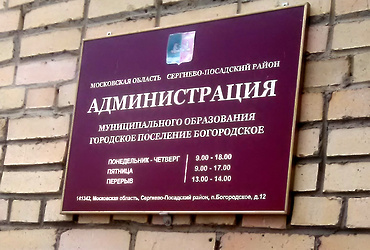 МОСКОВСКАЯ ОБЛАСТЬ СЕРГИЕВО-ПОСАДСКИЙ РАЙОН
АДМИНИСТРАЦИЯ
МУНИЦИПАЛЬНОГО ОБРАЗОВАНИЯ
ГОРОДСКОЕ ПОСЕЛЕНИЕ БОГОРОДСКОЕ
ПОНЕДЕЛЬНИК - ЧЕТВЕРГ 9.00 - 18.00
ПЯТНИЦА 9.00 - 17.00
ПЕРЕРЫВ 13.00 - 14.00
141342, Московская область, Сергиево-Посадский район, п.Богородское, д.12